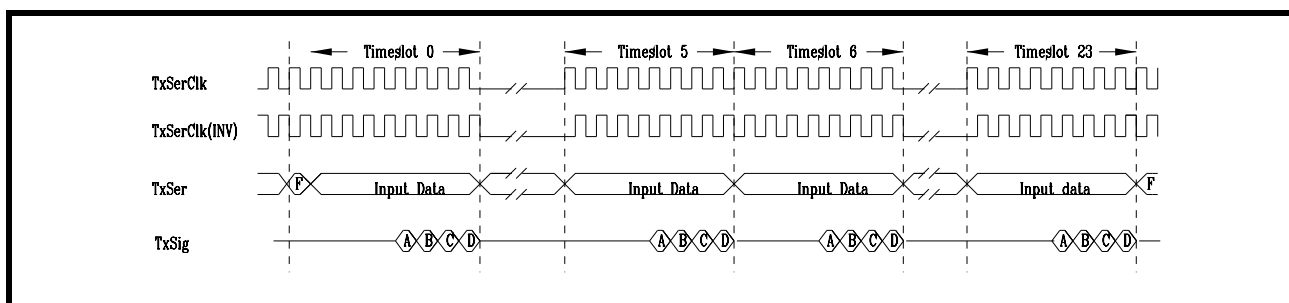 Timeslot 0 Timeslot 5 Timeslot 6 Timeslot 23
TxSerClk
TxSerClk(INV)
TxSer F Input Data Input Data Input Data Input data F
TxSig A B C D A B C D A B C D A B C D